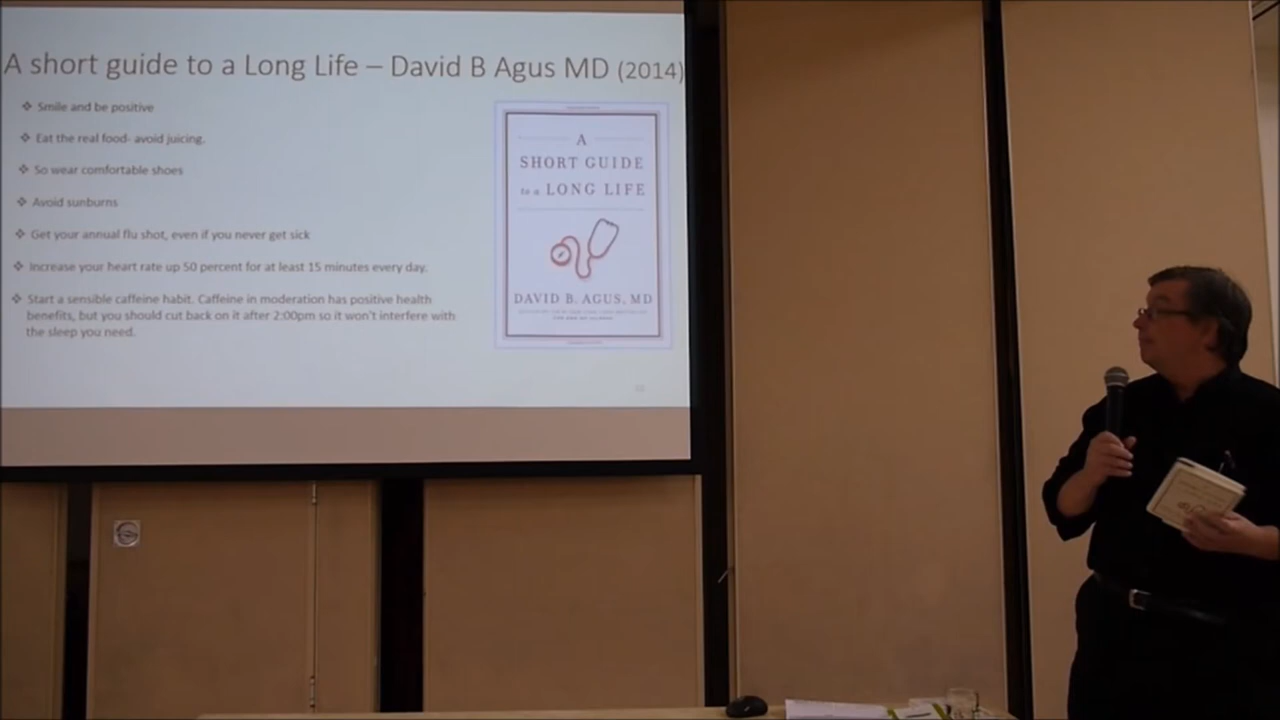 A short guide to a Long Life – David B Agus MD (2014)
❖ Smile and be positive
❖ Eat the real food- avoid juicing.
❖ So wear comfortable shoes
❖ Avoid sunburns
❖ Get your annual flu shot, even if you never get sick
❖ Increase your heart rate up 50 percent for at least 15 minutes every day.
❖ Start a sensible caffeine habit. Caffeine in moderation has positive health
benefits, but you should cut back on it after 2:00pm so it won't interfere with
the sleep you need.
A
SHORT GUIDE
to a LONG LIFE
DAVID B. AGUS, MD